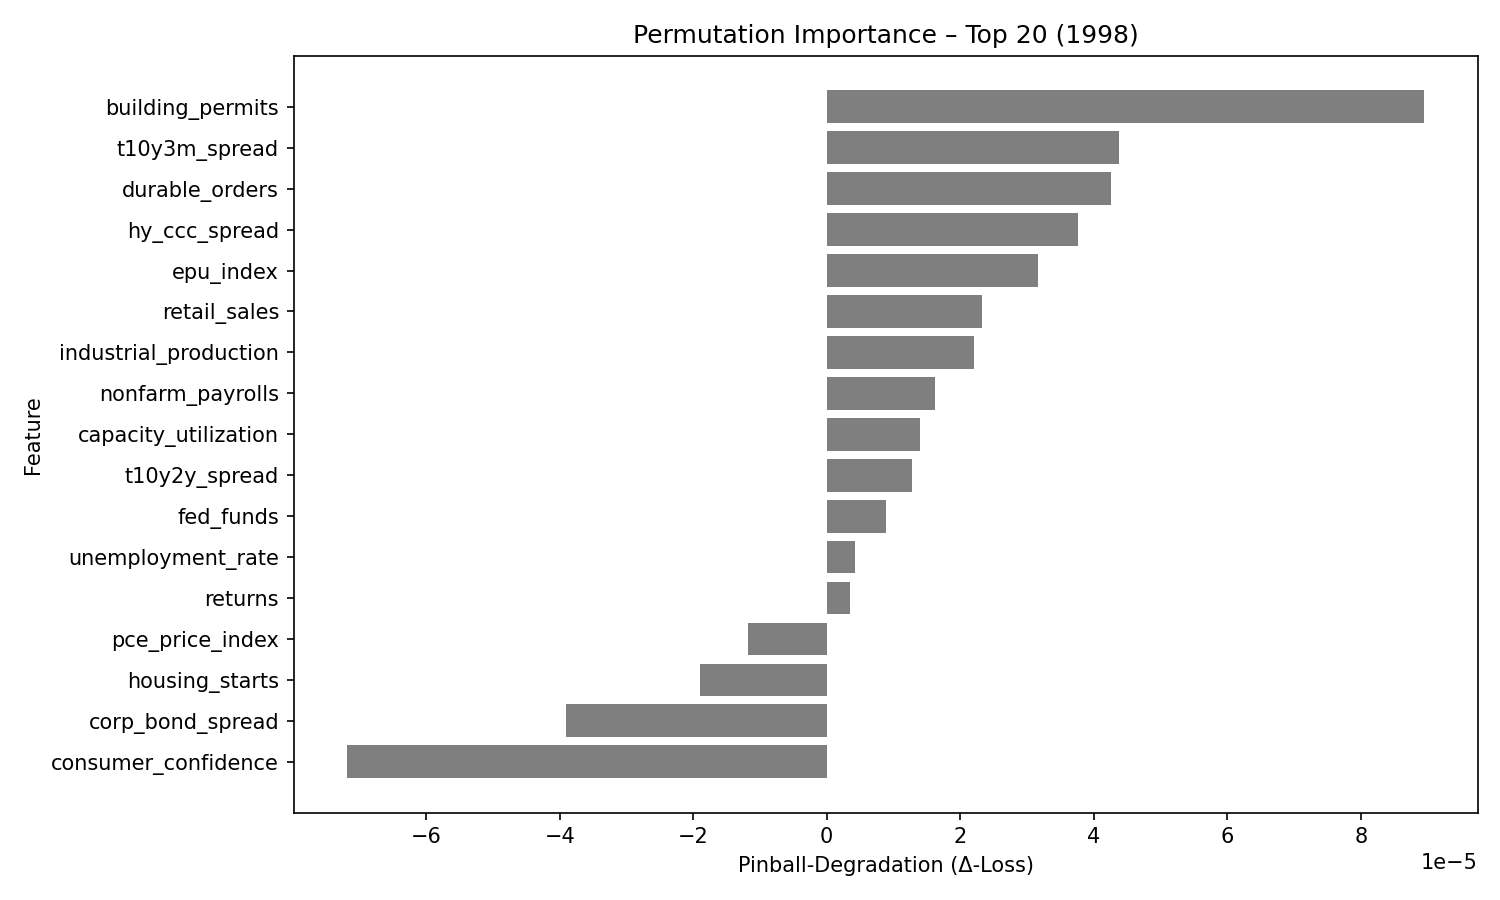 Permutation Importance – Top 20 (1998)
building_permits
t10y3m_spread
durable_orders
hy_ccc_spread
epu_index
retail_sales
industrial_production
nonfarm_payrolls
capacity_utilization
t10y2y_spread
fed_funds
unemployment_rate
returns
pce_price_index
housing_starts
corp_bond_spread
consumer_confidence
Feature
−6 −4 −2 0 2 4 6 8
1e−5
Pinball-Degradation (Δ-Loss)